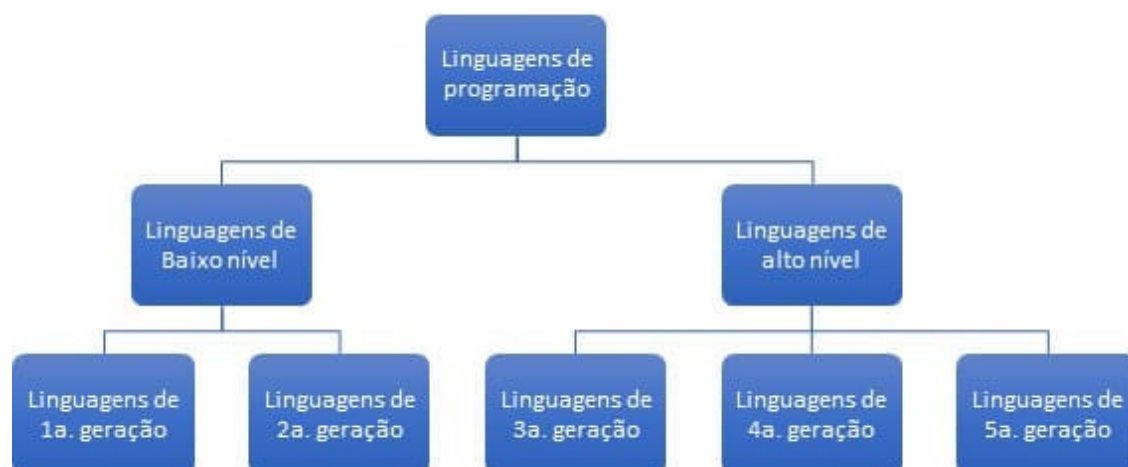 Linguagens de
programação
Linguagens de
Baixo nível
Linguagens de
alto nível
Linguagens de
1a. geração
Linguagens de
2a. geração
Linguagens de
3a. geração
Linguagens de
4a. geração
Linguagens de
5a. geração